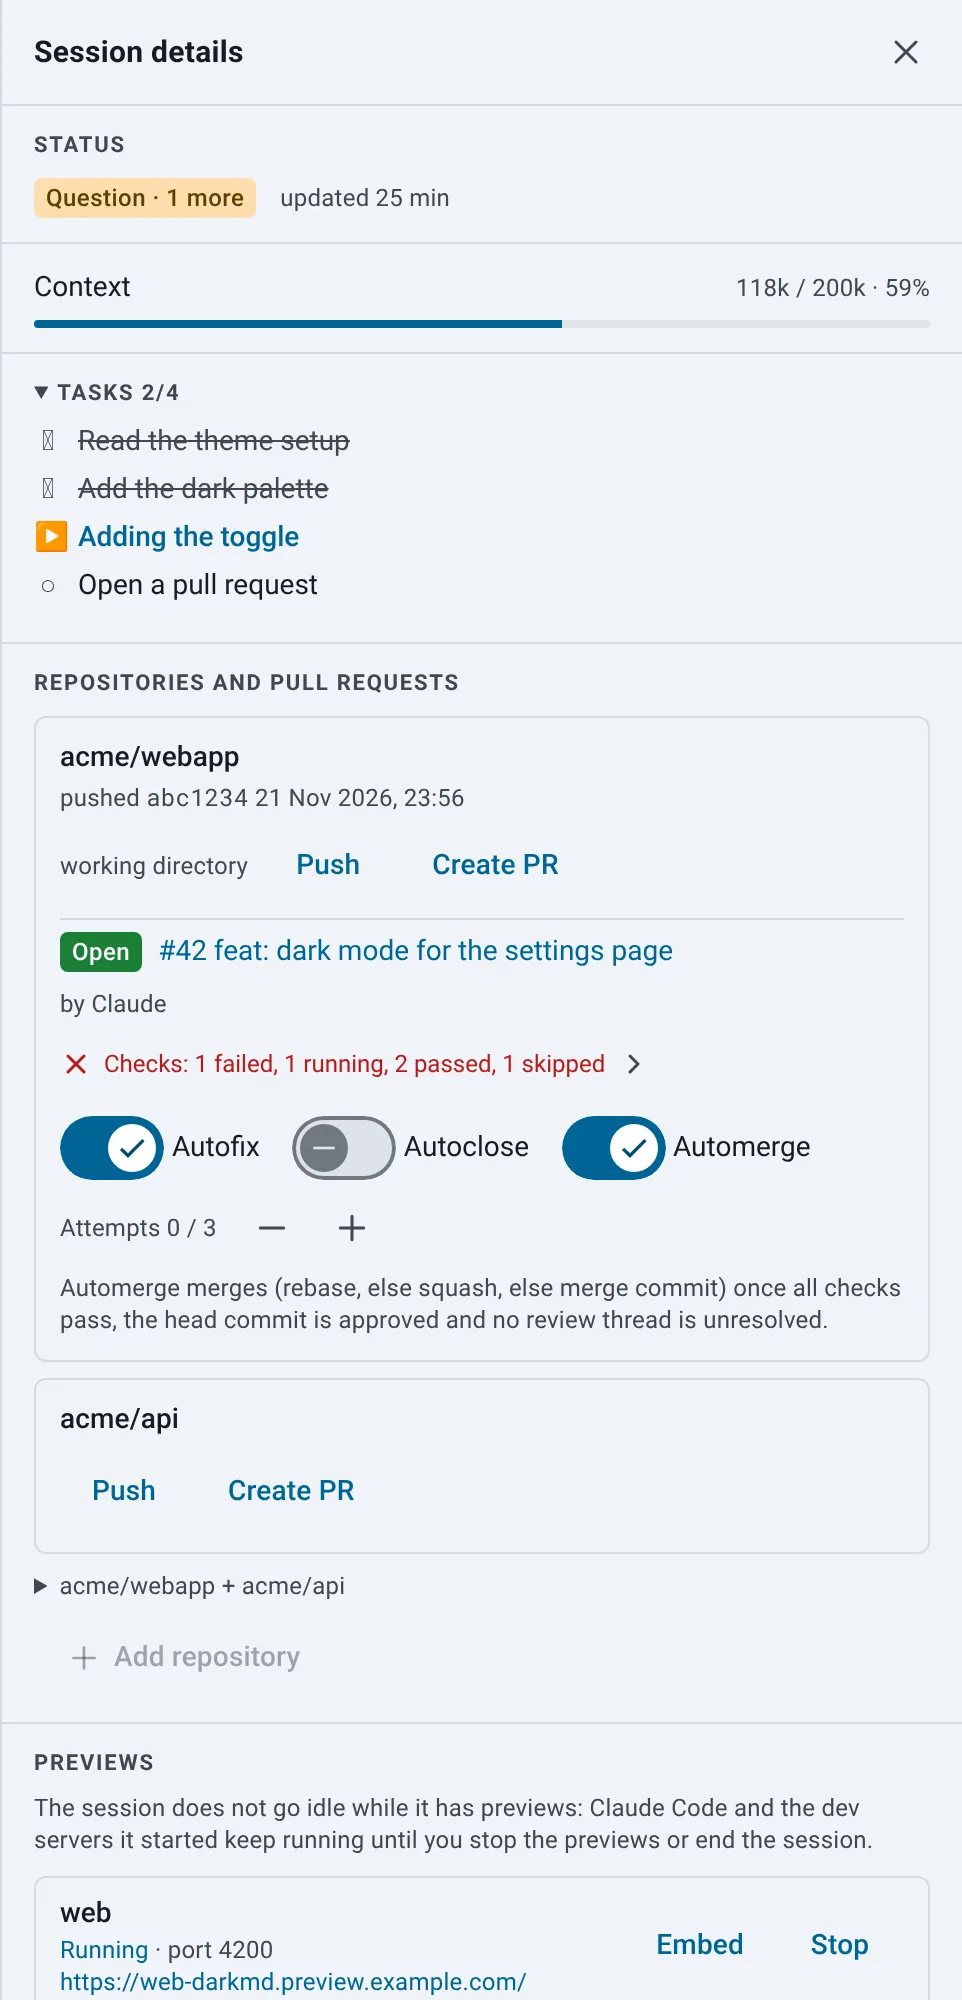 Session details
STATUS
Question · 1 more updated 25 min
Context 118k / 200k · 59%
▼ TASKS 2/4
Read the theme setup
Add the dark palette
▶️ Adding the toggle
○ Open a pull request
REPOSITORIES AND PULL REQUESTS
acme/webapp
pushed abc1234 21 Nov 2026, 23:56
working directory Push Create PR
Open #42 feat: dark mode for the settings page
by Claude
Checks: 1 failed, 1 running, 2 passed, 1 skipped
Autofix Autoclose Automerge
Attempts 0 / 3
Automerge merges (rebase, else squash, else merge commit) once all checks
pass, the head commit is approved and no review thread is unresolved.
acme/api
Push Create PR
▶ acme/webapp + acme/api
+ Add repository
PREVIEWS
The session does not go idle while it has previews: Claude Code and the dev
servers it started keep running until you stop the previews or end the session.
web
Running · port 4200 Embed Stop
https://web-darkmd.preview.example.com/